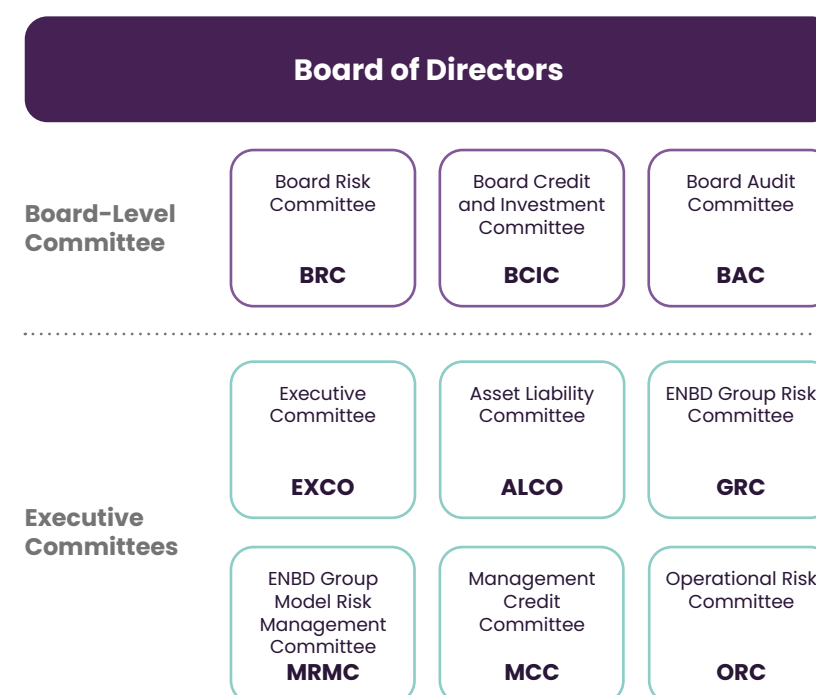 Board of Directors
Board-Level
Committee
Board Risk
Committee
BRC
Board Credit
and Investment
Committee
BCIC
Board Audit
Committee
BAC
Executive
Committees
Executive
Committee
EXCO
Asset Liability
Committee
ALCO
ENBD Group Risk
Committee
GRC
ENBD Group
Model Risk
Management
Committee
MRMC
Management
Credit
Committee
MCC
Operational Risk
Committee
ORC